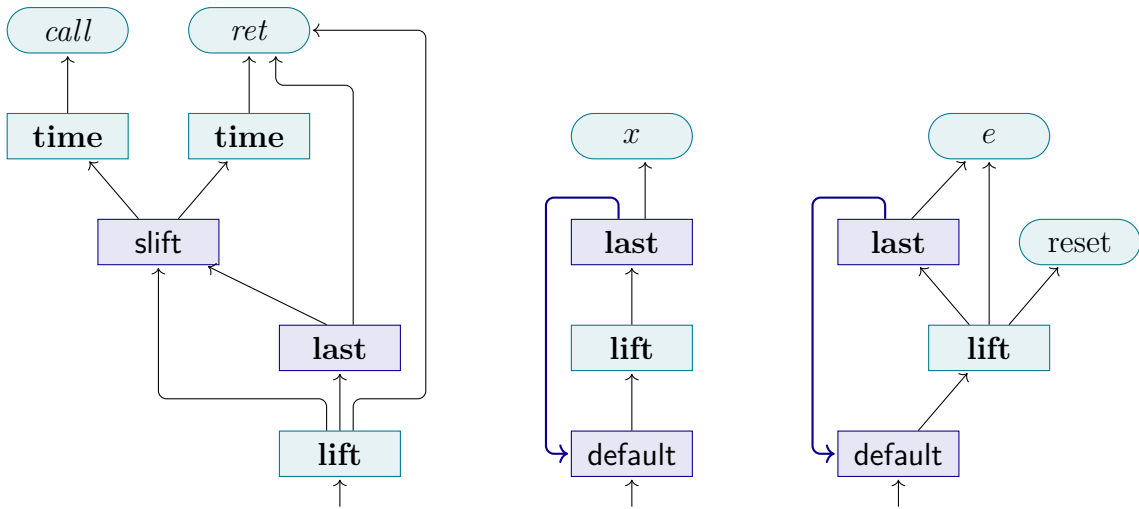 call ret
x e
time time
slift last last reset
last lift lift
lift default default